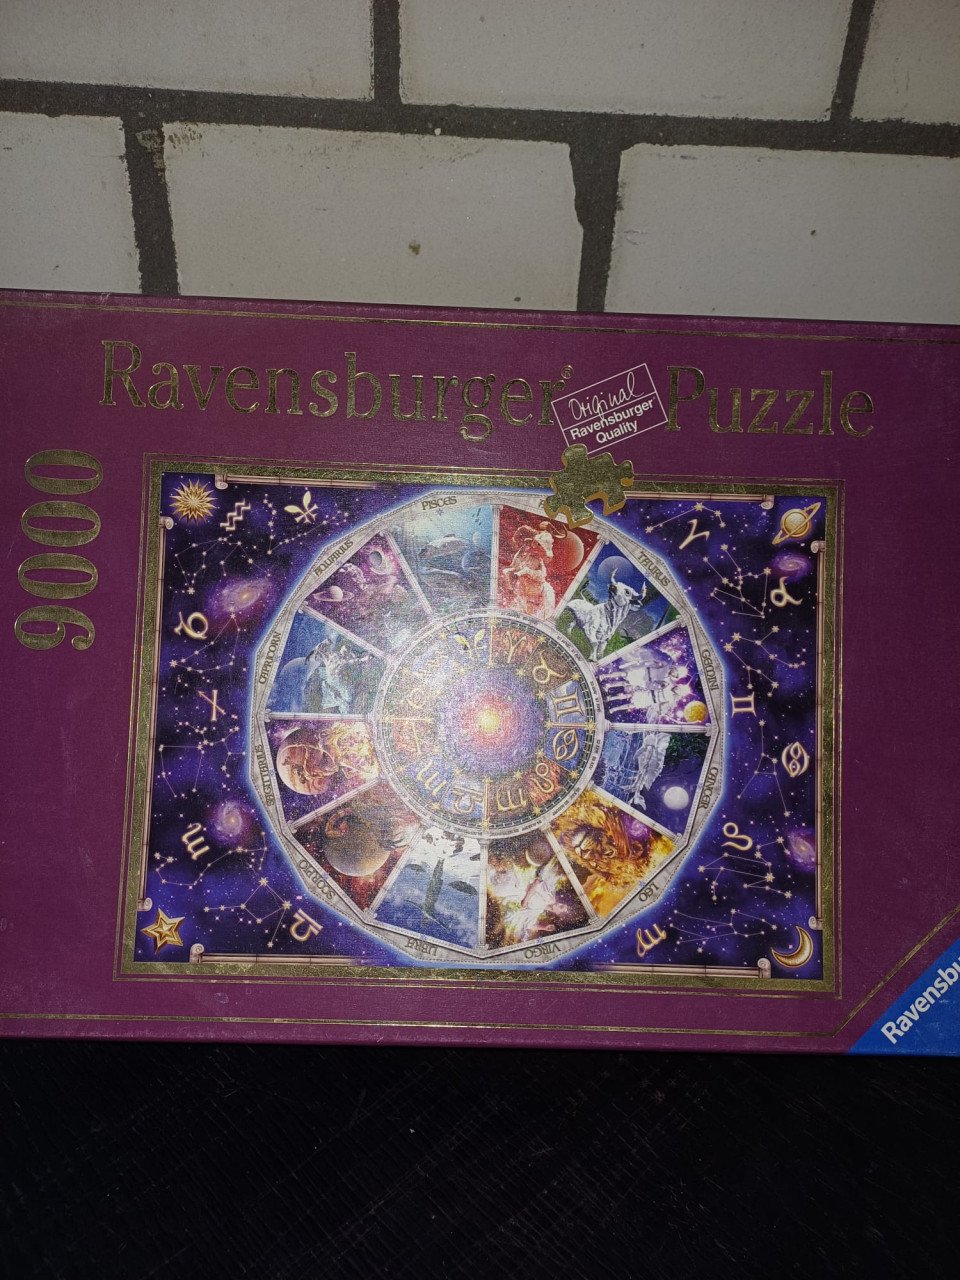 Ravensburger® Puzzle
Original
Ravensburger
Quality
9000
PISCES
AQUARIUS
TAURUS
CAPRICORN
GEMINI
SAGITTARIUS
CANCER
SCORPIO
LEO
LIBRA
VIRGO
Ravensbu